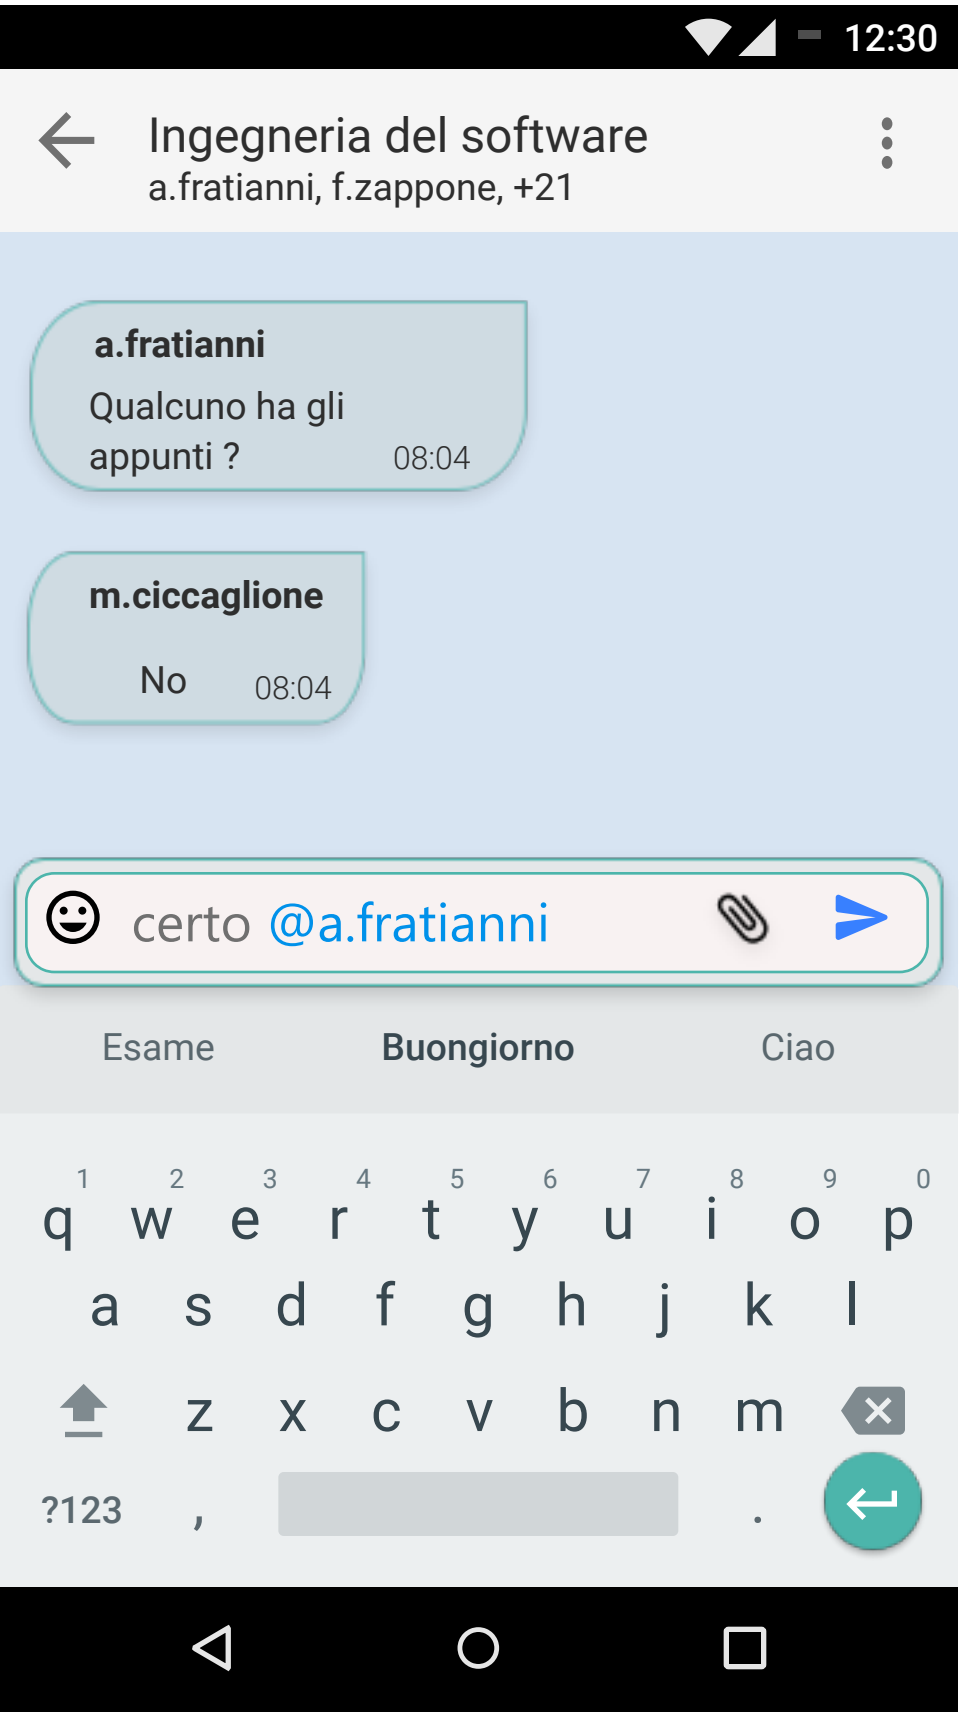 12:30
Ingegneria del software
a.fratianni, f.zappone, +21
a.fratianni
Qualcuno ha gli
appunti ?
08:04
m.ciccaglione
No
08:04
certo @a.fratianni
Esame Buongiorno Ciao
1 2 3 4 5 6 7 8 9 0
q w e r t y u i o p
a s d f g h j k l
z x c v b n m
?123 , .